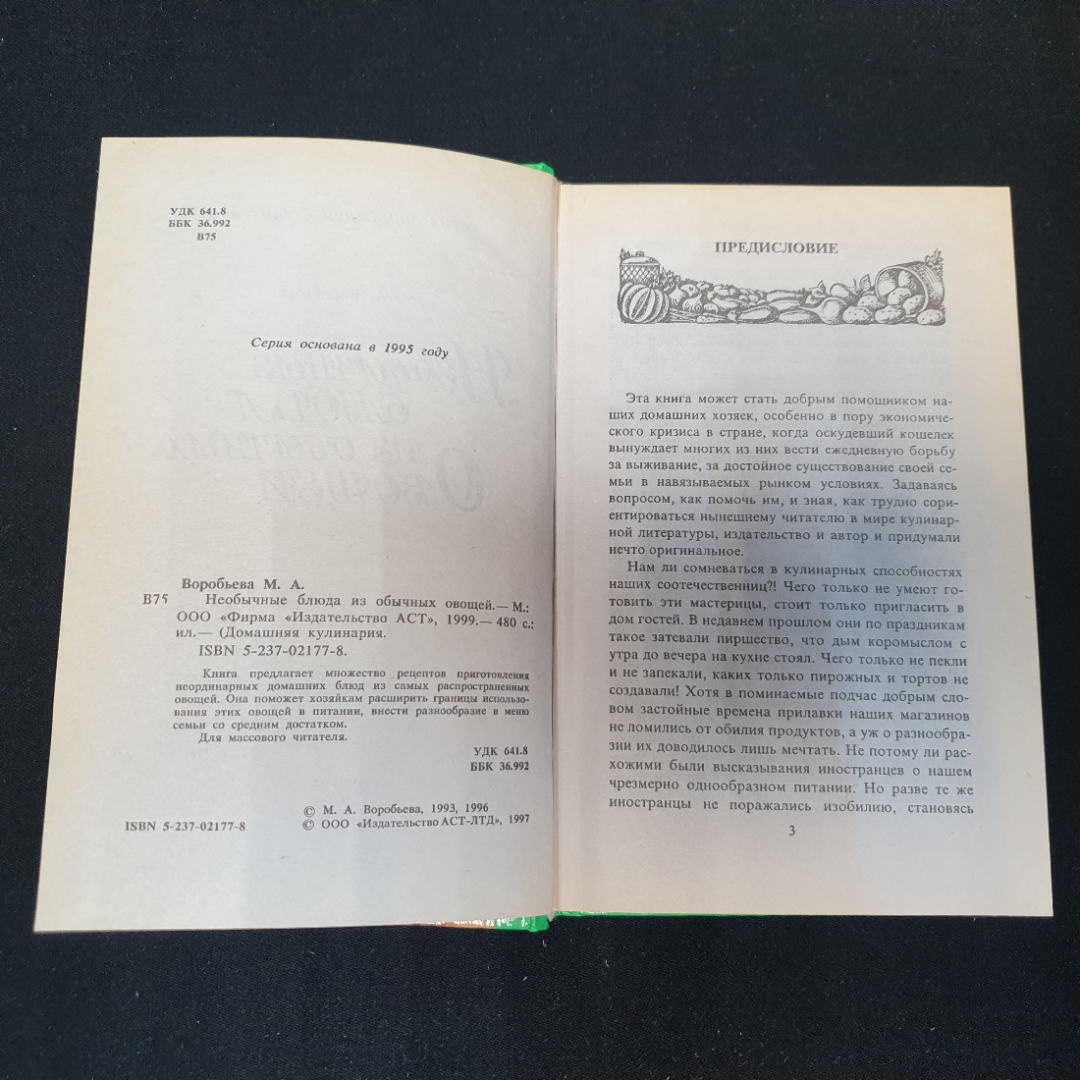 УДК 641.8
ББК 36.992
В75
Серия основана в 1995 году
Воробьева М. А.
В75 Необычные блюда из обычных овощей.— М.:
ООО «Фирма «Издательство АСТ», 1999.— 480 с.:
ил.— (Домашняя кулинария.
ISBN 5-237-02177-8.
Книга предлагает множество рецептов приготовления
неординарных домашних блюд из самых распространенных
овощей. Она поможет хозяйкам расширить границы использо-
вания этих овощей в питании, внести разнообразие в меню
семьи со средним достатком.
Для массового читателя.
УДК 641.8
ББК 36.992
© М. А. Воробьева, 1993, 1996
ISBN 5-237-02177-8 © ООО «Издательство АСТ-ЛТД», 1997
ПРЕДИСЛОВИЕ
Эта книга может стать добрым помощником на-
ших домашних хозяек, особенно в пору экономиче-
ского кризиса в стране, когда оскудевший кошелек
вынуждает многих из них вести ежедневную борьбу
за выживание, за достойное существование своей се-
мьи в навязываемых рынком условиях. Задаваясь
вопросом, как помочь им, и зная, как трудно сори-
ентироваться нынешнему читателю в мире кулинар-
ной литературы, издательство и автор и придумали
нечто оригинальное.
Нам ли сомневаться в кулинарных способностях
наших соотечественниц?! Чего только не умеют го-
товить эти мастерицы, стоит только пригласить в
дом гостей. В недавнем прошлом они по праздникам
такое затевали пиршество, что дым коромыслом с
утра до вечера на кухне стоял. Чего только не пекли
и не запекали, каких только пирожных и тортов не
создавали! Хотя в поминаемые подчас добрым сло-
вом застойные времена прилавки наших магазинов
не ломились от обилия продуктов, а уж о разнообра-
зии их доводилось лишь мечтать. Не потому ли рас-
хожими были высказывания иностранцев о нашем
чрезмерно однообразном питании. Но разве те же
иностранцы не поражались изобилию, становясь
3